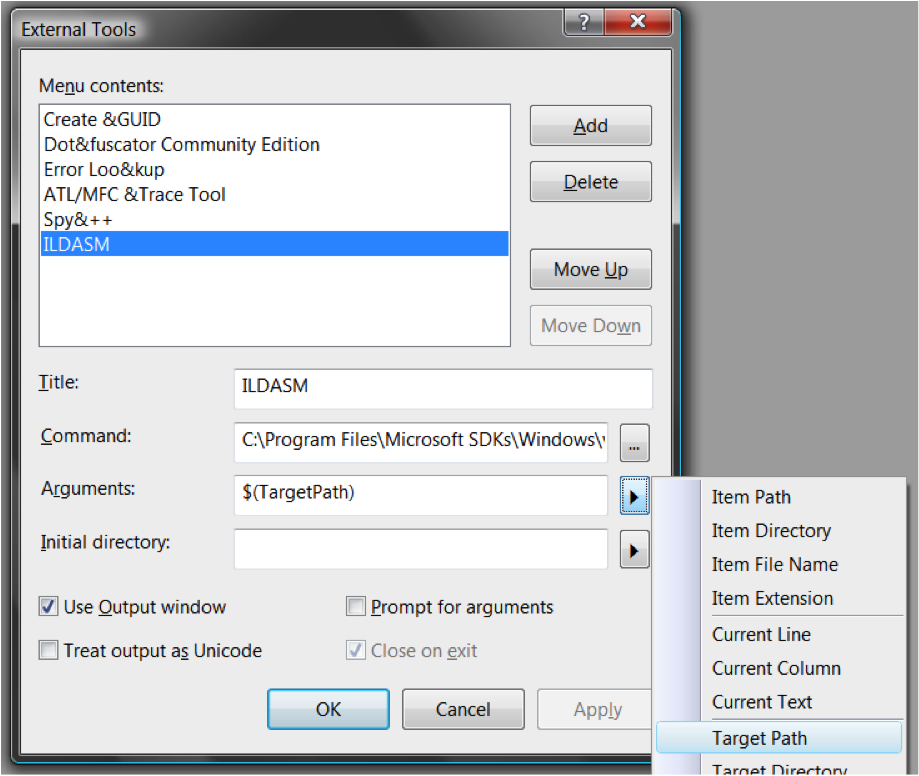 External Tools
?
Menu contents:
Create &GUID
Dot&fuscator Community Edition
Error Loo&kup
ATL/MFC &Trace Tool
Spy&++
ILDASM
Add
Delete
Move Up
Move Down
Title:
ILDASM
Command:
C:\Program Files\Microsoft SDKs\Windows\v
...
Arguments:
$(TargetPath)
Initial directory:
Use Output window
Prompt for arguments
Treat output as Unicode
Close on exit
OK
Cancel
Apply
Item Path
Item Directory
Item File Name
Item Extension
Current Line
Current Column
Current Text
Target Path
Target Directory